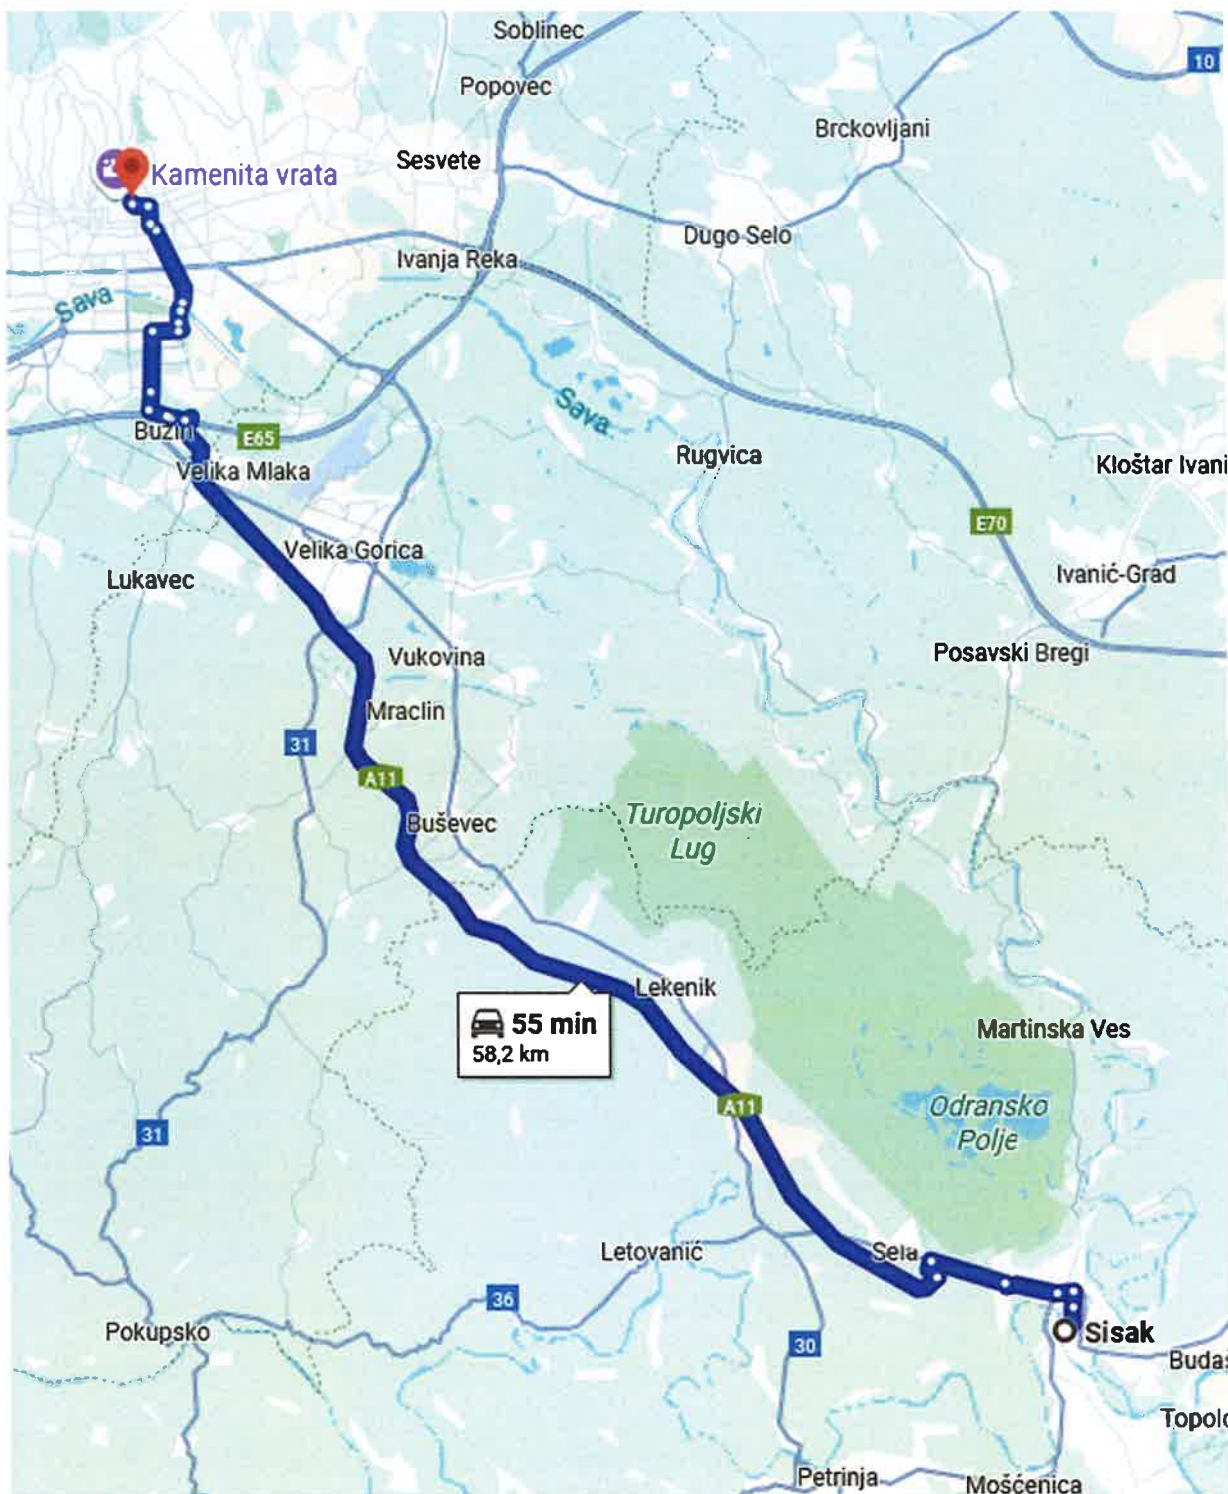 Soblinec
10
Popovec
Brckovljani
Sesvete
Kamenita vrata
Dugo Selo
Ivanja Reka
Sava
Sava
Buzin
E65
Rugvica
Kloštar Ivani
Velika Mlaka
E70
Velika Gorica
Lukavec
Ivanić-Grad
Vukovina
Posavski Bregi
Mraclin
31
A11
Buševec
Turopoljski
Lug
Lekenik
55 min
58,2 km
Martinska Ves
A11
Odransko
Polje
31
Letovanić
Sela
36
Pokupsko
30
Sisak
Budaš
Topolo
Petrinja
Mošćenica